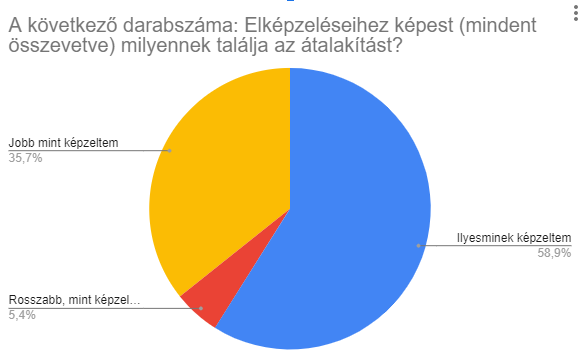 A következő darabszáma: Elképzeléseihez képest (mindent
összevetve) milyennek találja az átalakítást?
Jobb mint képzeltem
35,7%
Ilyesminek képzeltem
58,9%
Rosszabb, mint képzel...
5,4%